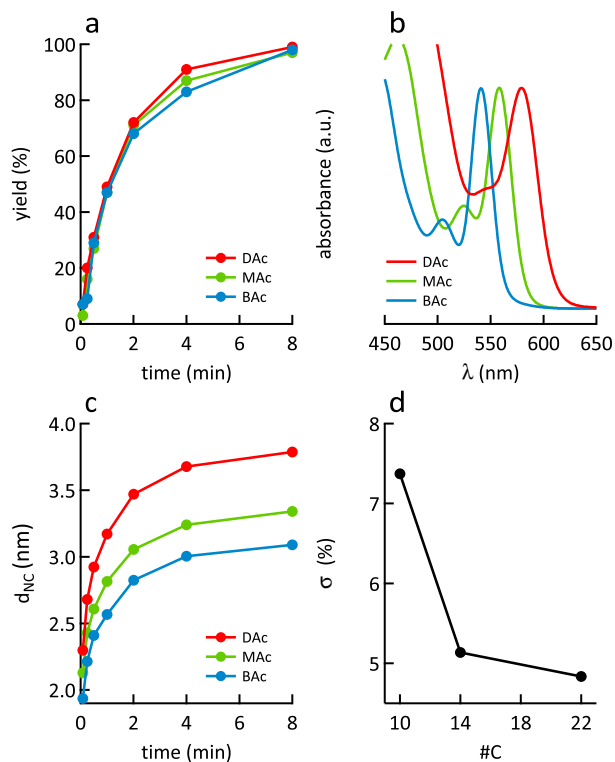 a
100
80
60
40
20
0
yield (%)
DAc
MAc
BAc
0 2 4 6 8
time (min)
b
absorbance (a.u.)
DAc
MAc
BAc
450 500 550 600 650
λ (nm)
c
4.0
3.5
3.0
2.5
2.0
dNC (nm)
DAc
MAc
BAc
0 2 4 6 8
time (min)
d
8
7
6
5
σ (%)
10 14 18 22
#C